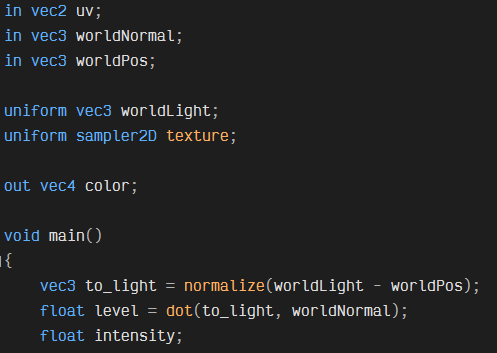 in vec2 uv;
in vec3 worldNormal;
in vec3 worldPos;
uniform vec3 worldLight;
uniform sampler2D texture;
out vec4 color;
void main()
{
vec3 to_light = normalize(worldLight - worldPos);
float level = dot(to_light, worldNormal);
float intensity;